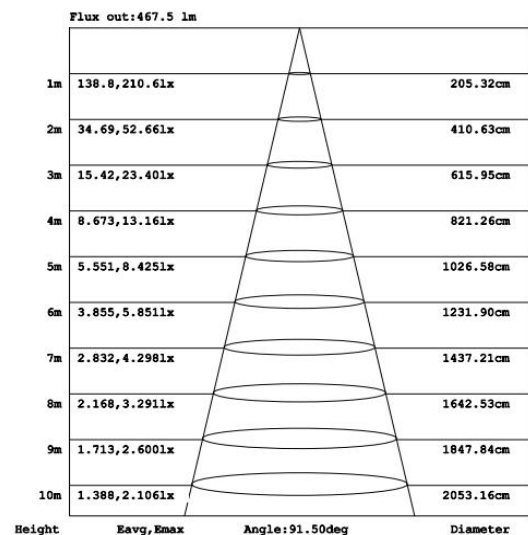 Flux out:467.5 lm
1m 138.8,210.6lx 205.32cm
2m 34.69,52.66lx 410.63cm
3m 15.42,23.40lx 615.95cm
4m 8.673,13.16lx 821.26cm
5m 5.551,8.425lx 1026.58cm
6m 3.855,5.851lx 1231.90cm
7m 2.832,4.298lx 1437.21cm
8m 2.168,3.291lx 1642.53cm
9m 1.713,2.600lx 1847.84cm
10m 1.388,2.106lx 2053.16cm
Height Eavg,Emax Angle:91.50deg Diameter